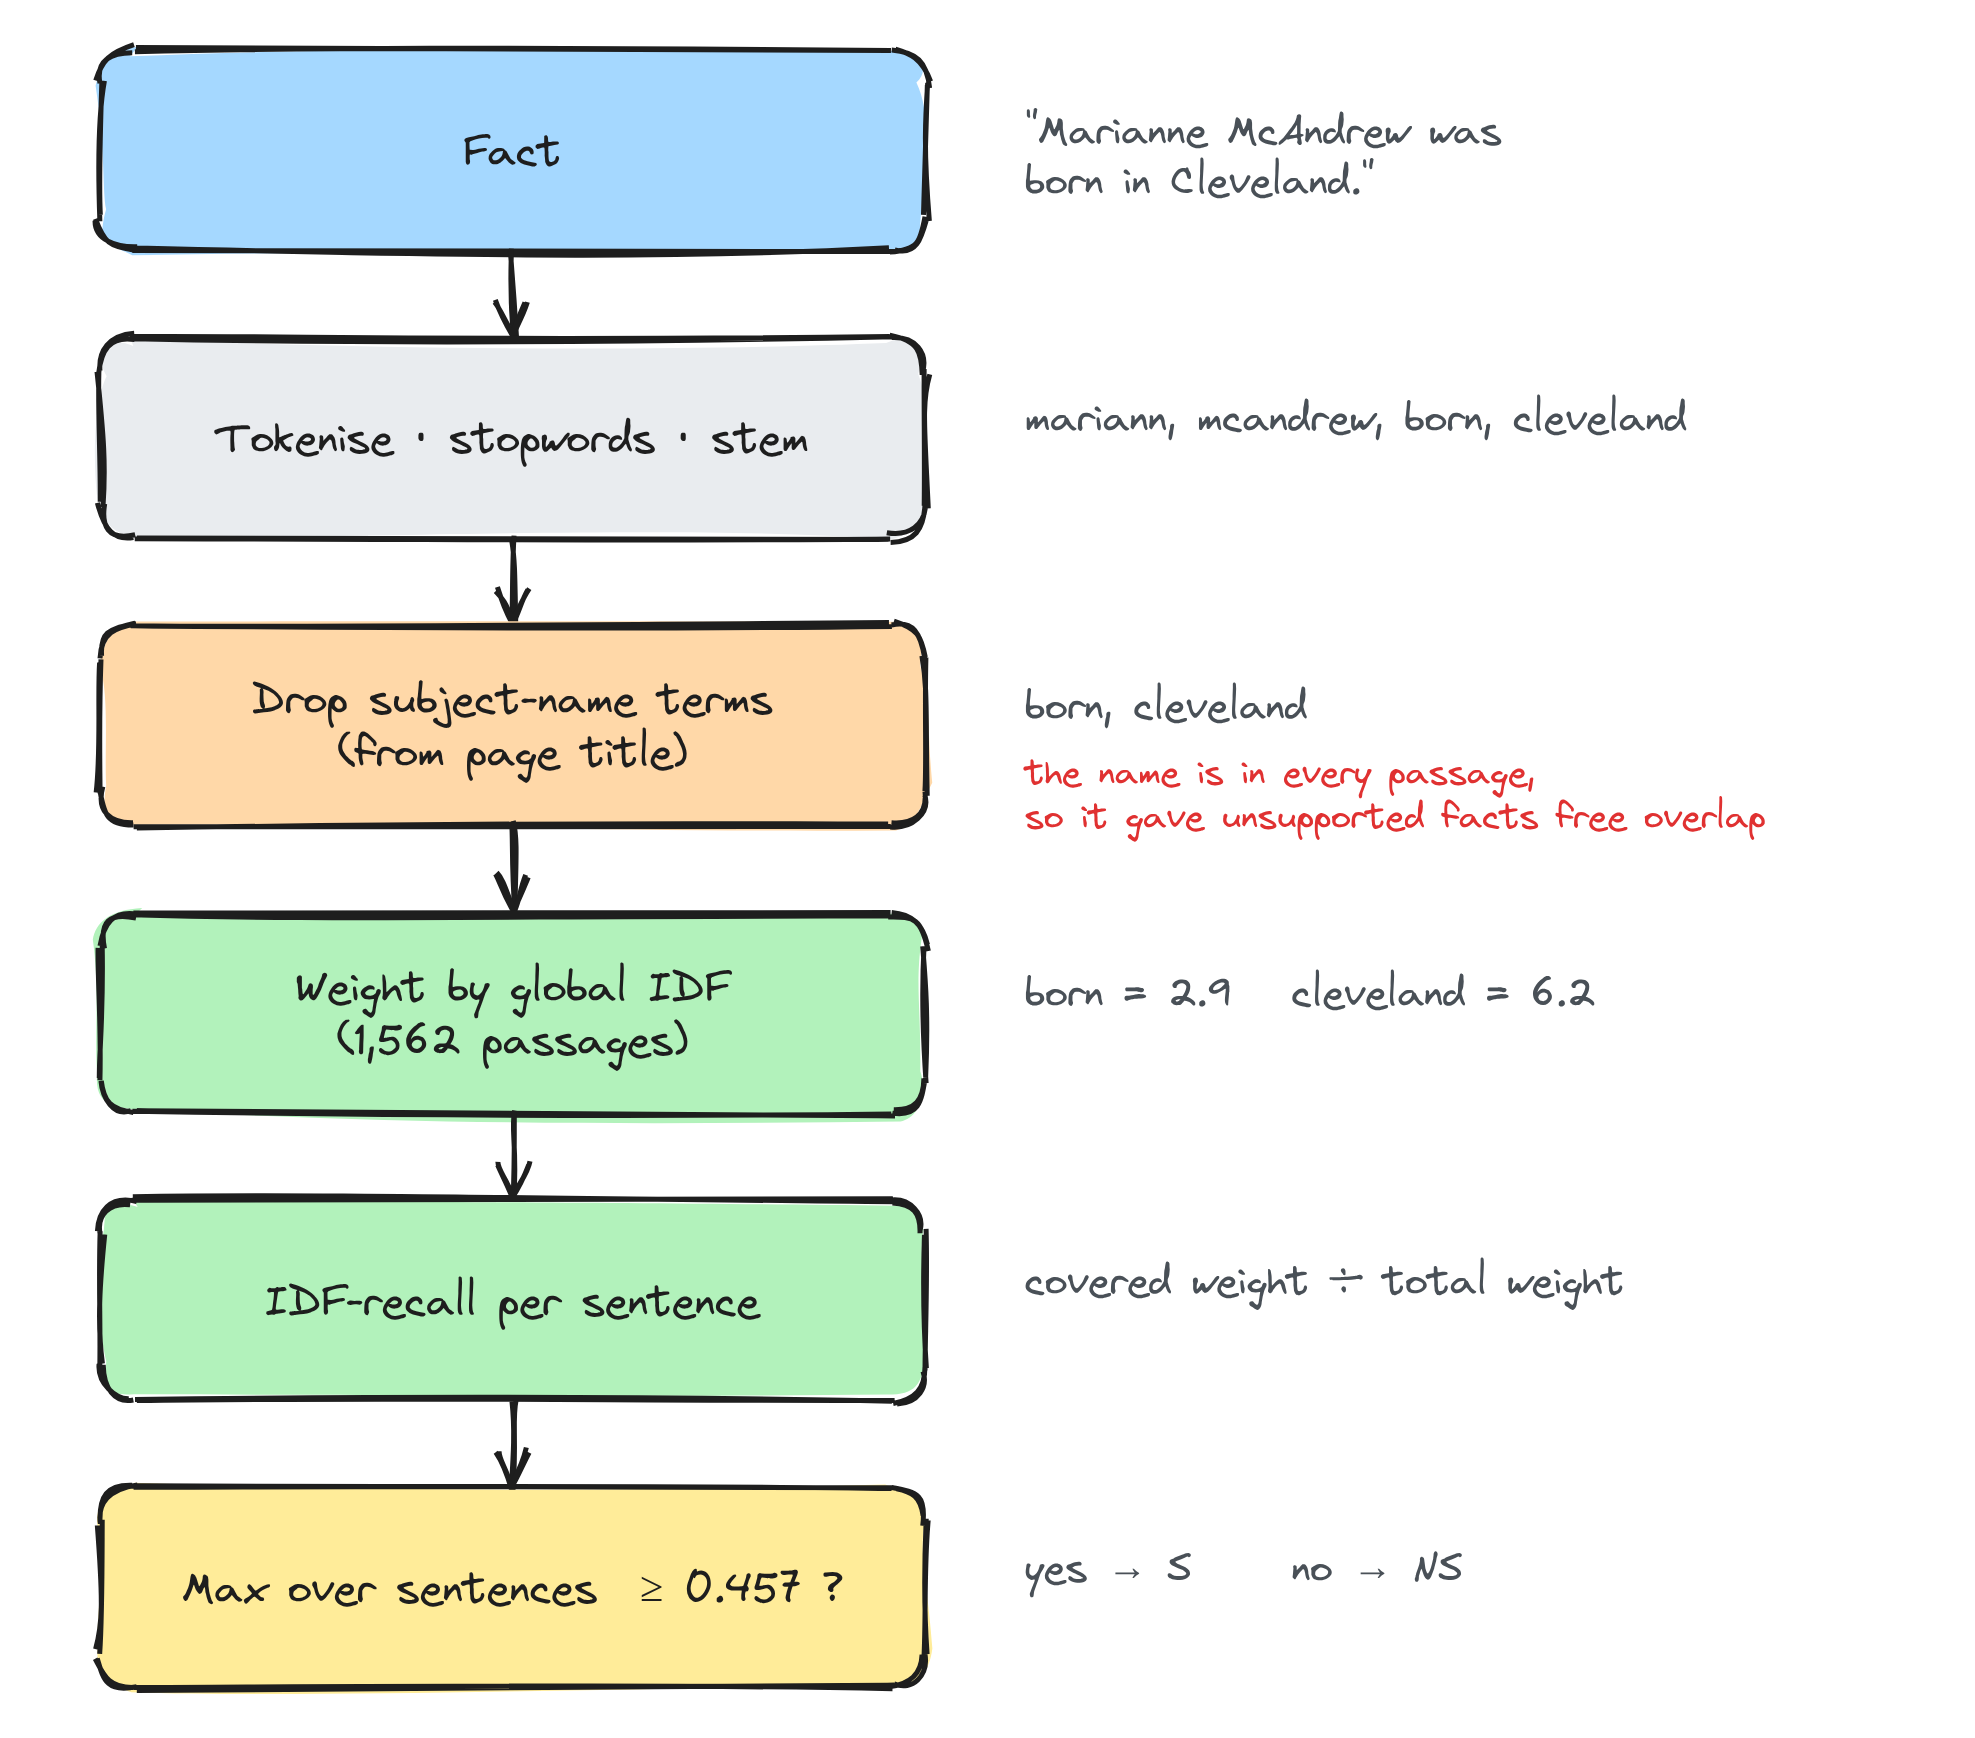 Fact
"Marianne McAndrew was
born in Cleveland."
Tokenise · stopwords · stem
mariann, mcandrew, born, cleveland
Drop subject-name terms
(from page title)
born, cleveland
the name is in every passage,
so it gave unsupported facts free overlap
Weight by global IDF
(1,562 passages)
born = 2.9 cleveland = 6.2
IDF-recall per sentence
covered weight ÷ total weight
Max over sentences ≥ 0.457 ?
yes → S no → NS